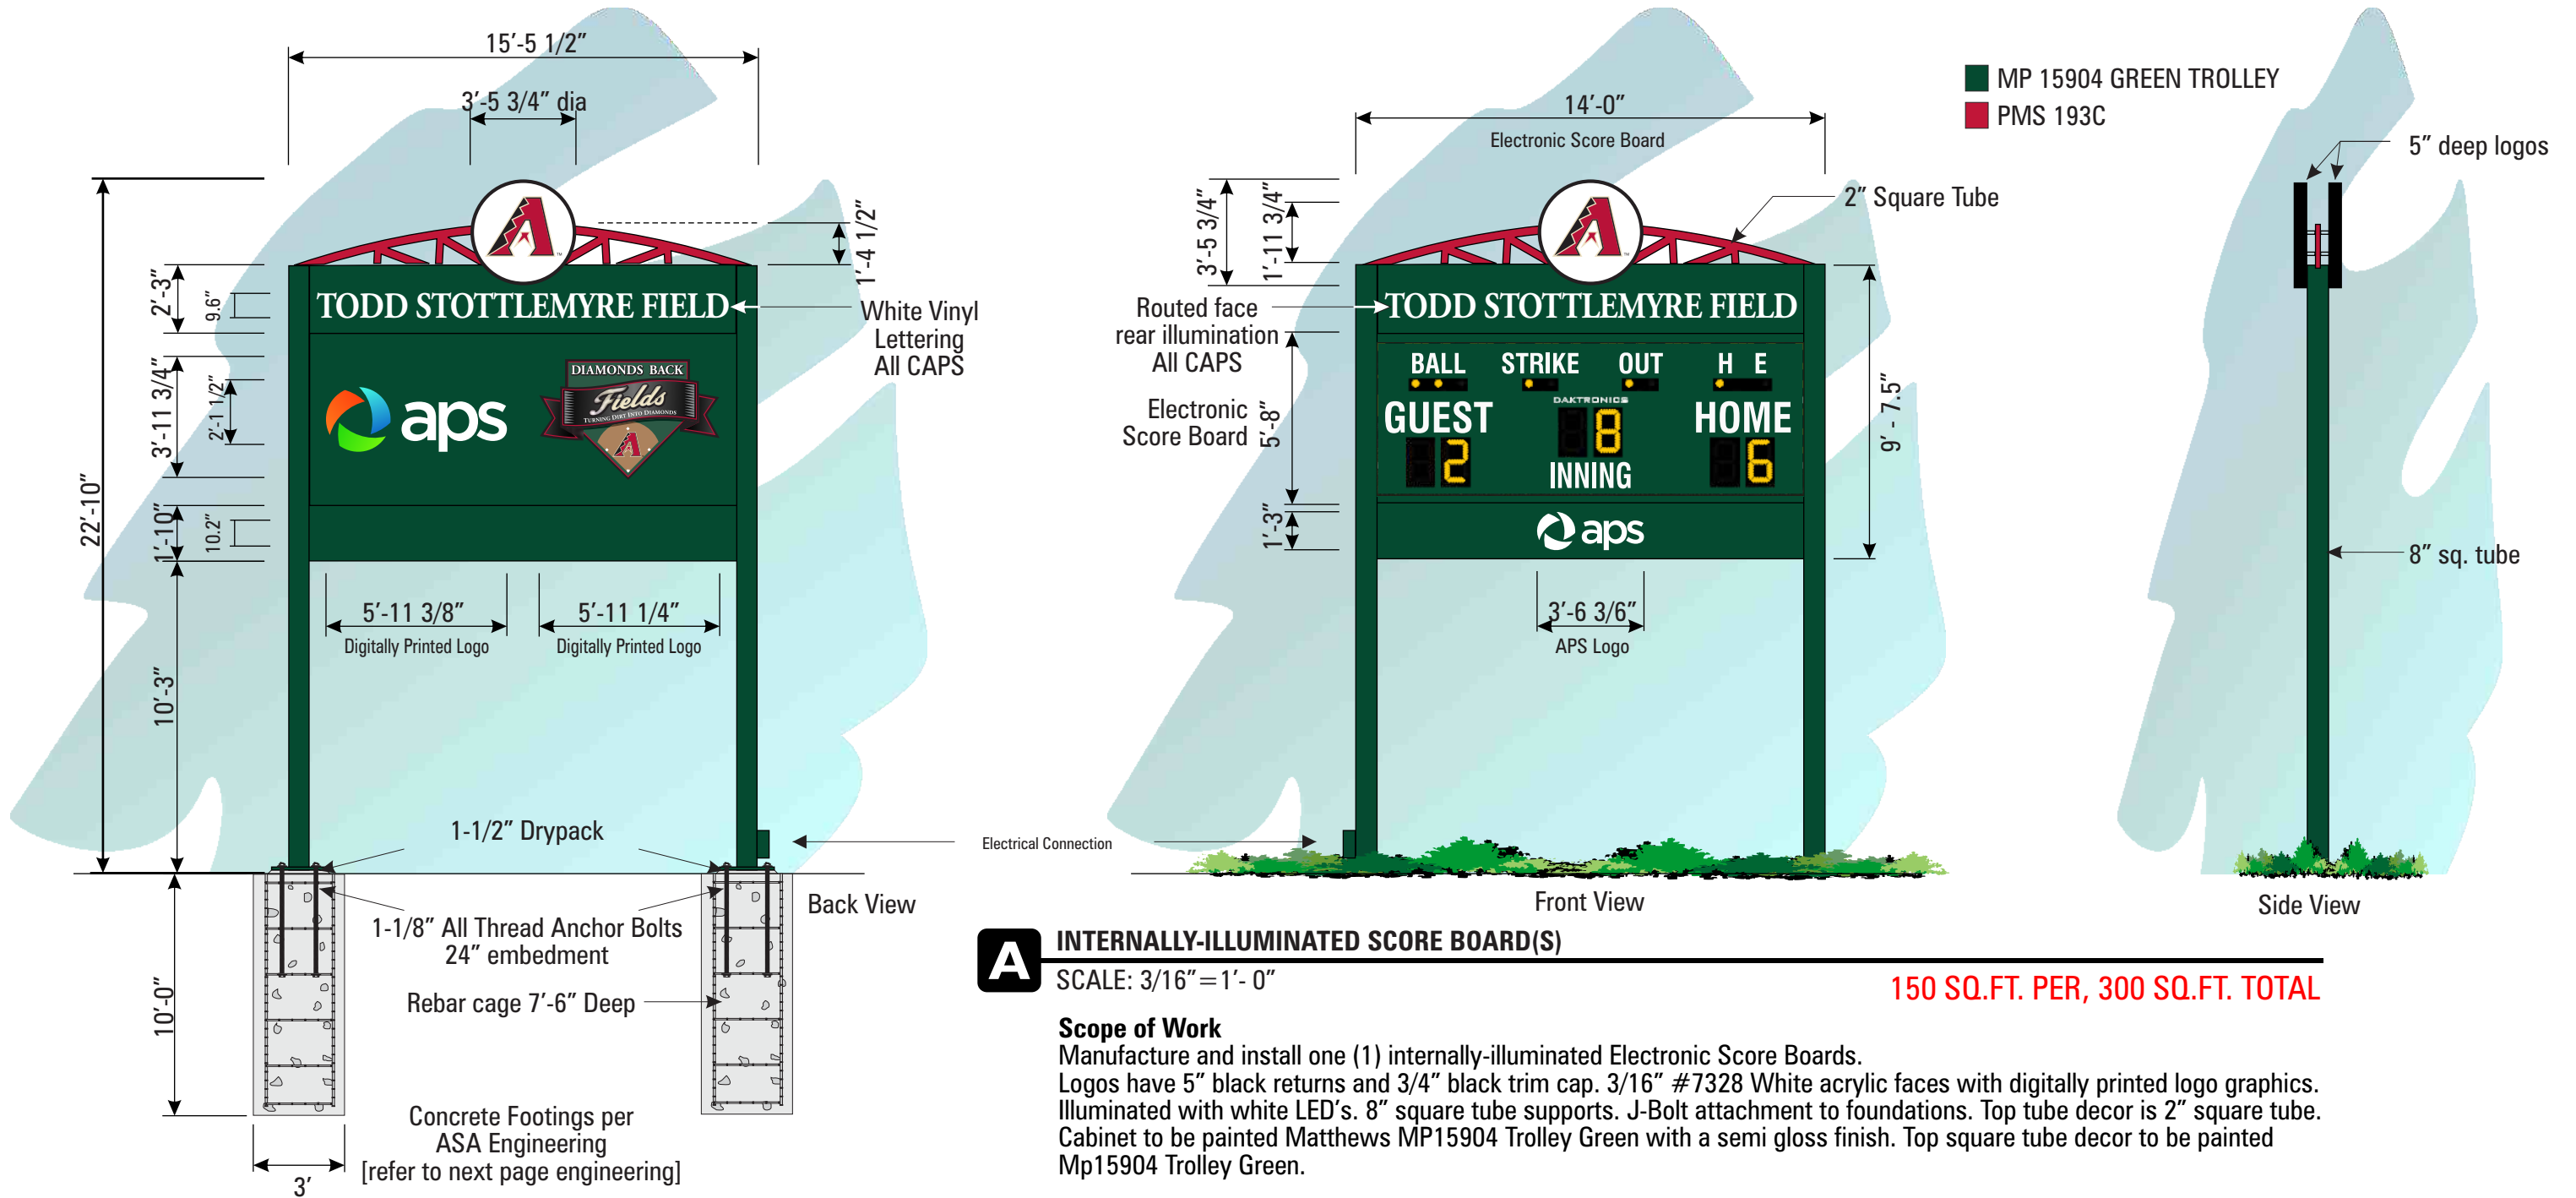 15′-5 1/2″
3′-5 3/4″ dia
22′-10″
2′-3″
9.6″
3′-11 3/4″
2′-1 1/2″
1′-10″
10.2″
10′-3″
10′-0″
3′
1′-4 1/2″
A
TODD STOTTLEMYRE FIELD
White Vinyl
Lettering
All CAPS
aps
DIAMONDS BACK
Fields
TURNING DIRT INTO DIAMONDS
A
5′-11 3/8″
Digitally Printed Logo
5′-11 1/4″
Digitally Printed Logo
1-1/2″ Drypack
1-1/8″ All Thread Anchor Bolts
24″ embedment
Rebar cage 7′-6″ Deep
Concrete Footings per
ASA Engineering
[refer to next page engineering]
Back View
Electrical Connection
14′-0″
Electronic Score Board
3′-5 3/4″
1′-11 3/4″
2″ Square Tube
A
Routed face
rear illumination
All CAPS
TODD STOTTLEMYRE FIELD
Electronic
Score Board
5′-8″
1′-3″
9′ - 7.5″
BALL STRIKE OUT H E
DAKTRONICS
GUEST HOME
2 8 6
INNING
aps
3′-6 3/6″
APS Logo
Front View
MP 15904 GREEN TROLLEY
PMS 193C
5″ deep logos
8″ sq. tube
Side View
A
INTERNALLY-ILLUMINATED SCORE BOARD(S)
SCALE: 3/16″=1′- 0″
150 SQ.FT. PER, 300 SQ.FT. TOTAL
Scope of Work
Manufacture and install one (1) internally-illuminated Electronic Score Boards.
Logos have 5″ black returns and 3/4″ black trim cap. 3/16″ #7328 White acrylic faces with digitally printed logo graphics.
Illuminated with white LED's. 8″ square tube supports. J-Bolt attachment to foundations. Top tube decor is 2″ square tube.
Cabinet to be painted Matthews MP15904 Trolley Green with a semi gloss finish. Top square tube decor to be painted
Mp15904 Trolley Green.